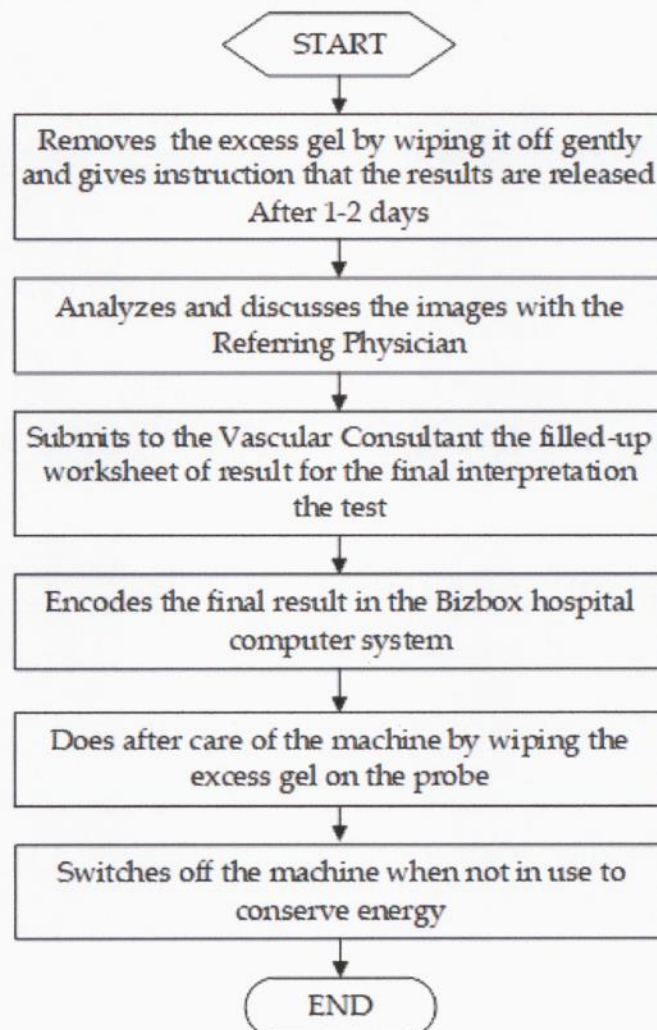 START
Removes the excess gel by wiping it off gently
and gives instruction that the results are released
After 1-2 days
Analyzes and discusses the images with the
Referring Physician
Submits to the Vascular Consultant the filled-up
worksheet of result for the final interpretation
the test
Encodes the final result in the Bizbox hospital
computer system
Does after care of the machine by wiping the
excess gel on the probe
Switches off the machine when not in use to
conserve energy
END